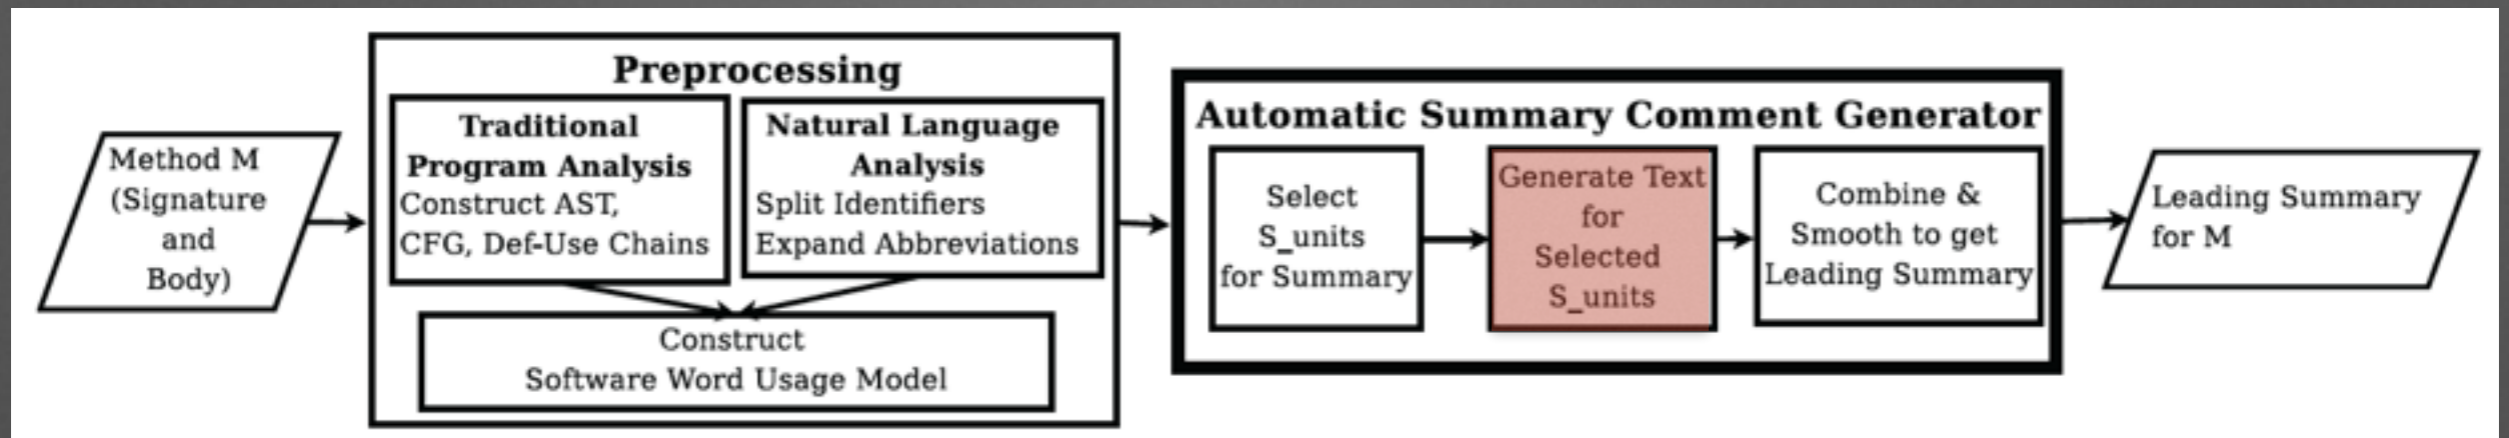 Method M
(Signature
and
Body)
Preprocessing
Traditional
Program Analysis
Construct AST,
CFG, Def-Use Chains
Natural Language
Analysis
Split Identifiers
Expand Abbreviations
Construct
Software Word Usage Model
Automatic Summary Comment Generator
Select
S_units
for Summary
Generate Text
for
Selected
S_units
Combine &
Smooth to get
Leading Summary
Leading Summary
for M